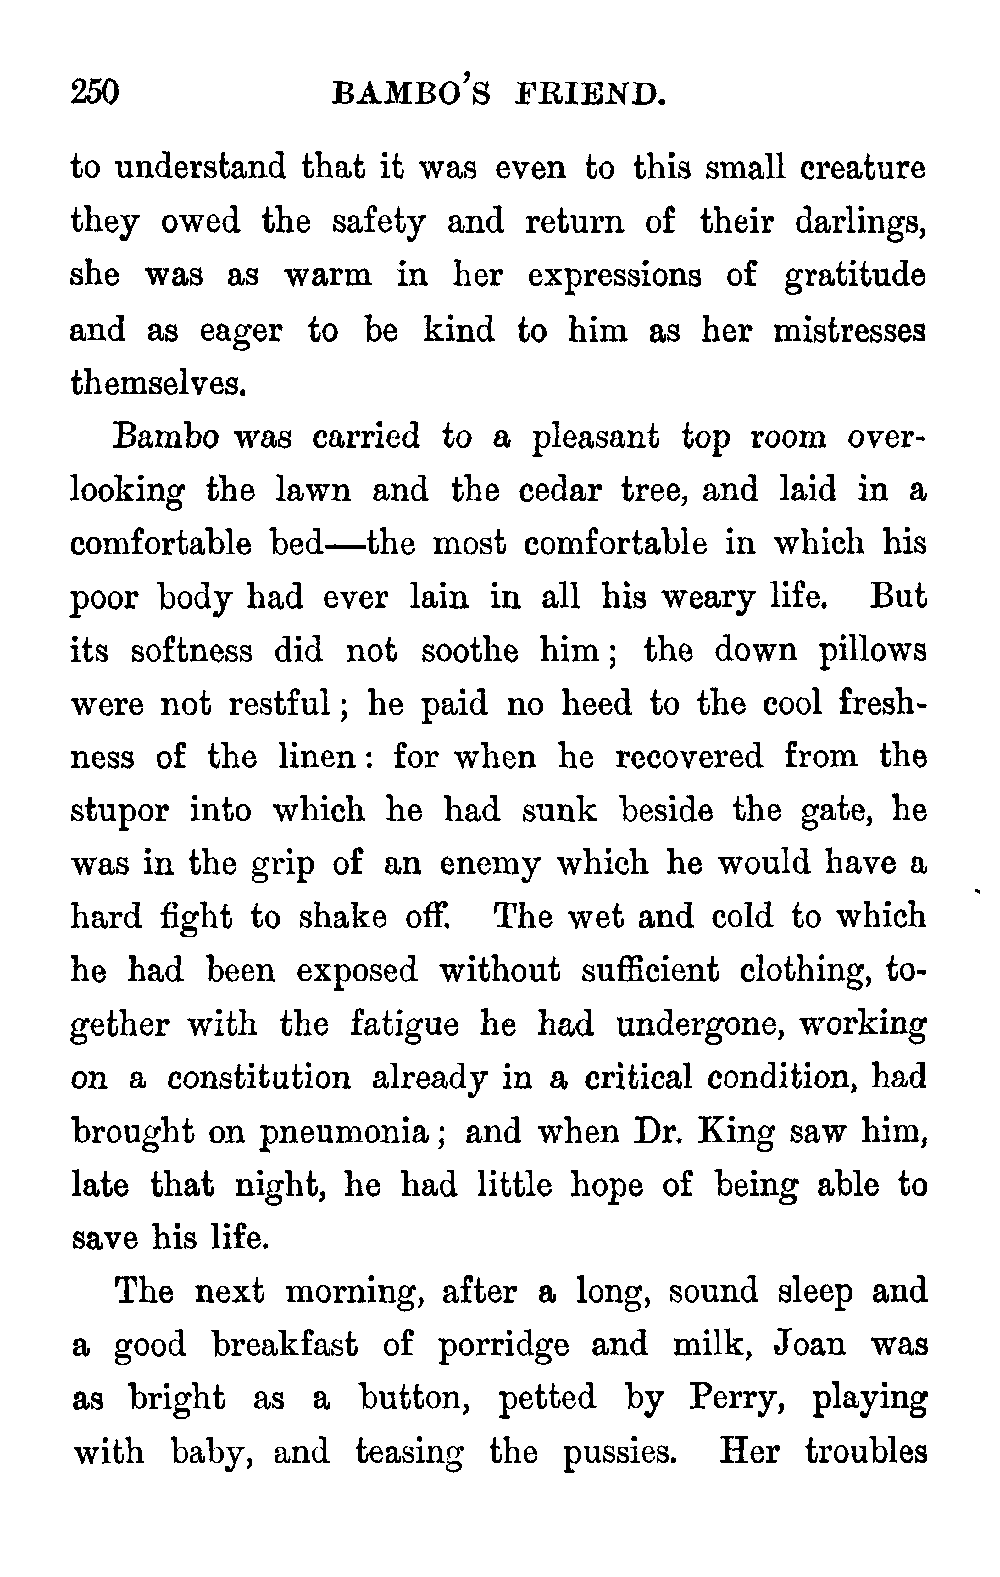 250 BAMBO'S FRIEND.
to understand that it was even to this small creature
they owed the safety and return of their darlings,
she was as warm in her expressions of gratitude
and as eager to be kind to him as her mistresses
themselves.
Bambo was carried to a pleasant top room over-
looking the lawn and the cedar tree, and laid in a
comfortable bed—the most comfortable in which his
poor body had ever lain in all his weary life. But
its softness did not soothe him; the down pillows
were not restful; he paid no heed to the cool fresh-
ness of the linen: for when he recovered from the
stupor into which he had sunk beside the gate, he
was in the grip of an enemy which he would have a
hard fight to shake off. The wet and cold to which
he had been exposed without sufficient clothing, to-
gether with the fatigue he had undergone, working
on a constitution already in a critical condition, had
brought on pneumonia; and when Dr. King saw him,
late that night, he had little hope of being able to
save his life.
The next morning, after a long, sound sleep and
a good breakfast of porridge and milk, Joan was
as bright as a button, petted by Perry, playing
with baby, and teasing the pussies. Her troubles